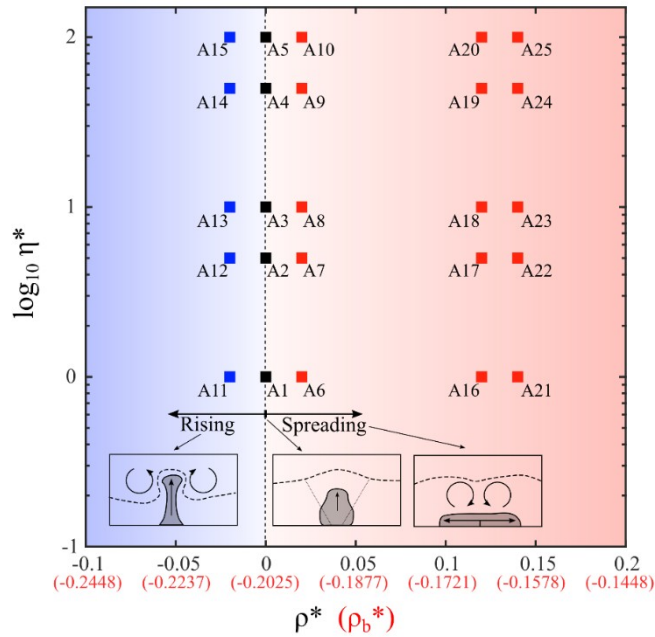 2
A15 A5 A10 A20 A25
A14 A4 A9 A19 A24
log10 η*
1
A13 A3 A8 A18 A23
A12 A2 A7 A17 A22
0
A11 A1 A6 A16 A21
Rising Spreading
-1
-0.1 -0.05 0 0.05 0.1 0.15 0.2
(-0.2448) (-0.2237) (-0.2025) (-0.1877) (-0.1721) (-0.1578) (-0.1448)
ρ* (ρb*)